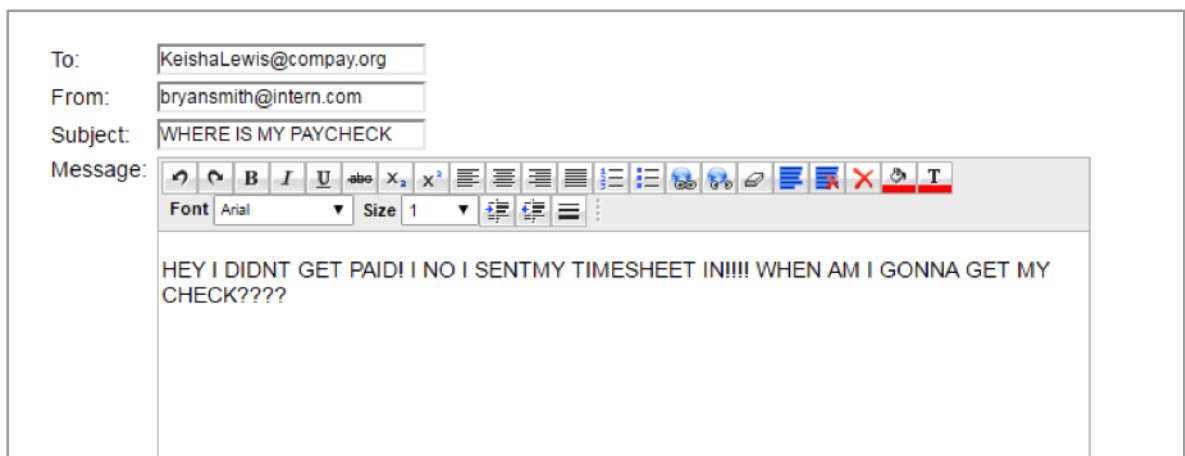 To: KeishaLewis@compay.org
From: bryansmith@intern.com
Subject: WHERE IS MY PAYCHECK
Message:
B I U abc X₂ X²
Font Arial Size 1
T
HEY I DIDNT GET PAID! I NO I SENTMY TIMESHEET IN!!!! WHEN AM I GONNA GET MY
CHECK????